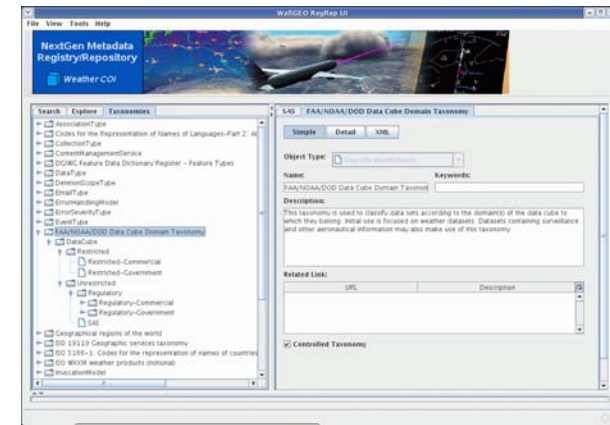 WellGEO RegRep UI
File View Tools Help
NextGen Metadata
Registry/Repository
Weather COI
Search Explore Taxonomies
AssociationType
Codes for the Representation of Names of Languages-Part 2: Al
CollectionType
ContentManagementService
DGIWG Feature Data Dictionary Register - Feature Types
DataType
DeletionScopeType
EmailType
ErrorHandlingModel
ErrorSeverityType
EventType
FAA/NOAA/DOD Data Cube Domain Taxonomy
DataCube
Restricted
Restricted-Commercial
Restricted-Government
Unrestricted
Regulatory
Regulatory-Commercial
Regulatory-Government
SAS
Geographical regions of the world
ISO 19119 Geographic services taxonomy
ISO 3166-1: Codes for the representation of names of countries
ISO WXXM weather products (notional)
InvocationModel
SAS FAA/NOAA/DOD Data Cube Domain Taxonomy
Simple Detail XML
Object Type: ClassificationScheme
Name: Keywords:
FAA/NOAA/DOD Data Cube Domain Taxonom
Description:
This taxonomy is used to classify data sets according to the domain(s) of the data cube to
which they belong. Initial use is focused on weather datasets. Datasets containing surveillance
and other aeronautical information may also make use of this taxonomy.
Related Link:
URL Description
Controlled Taxonomy